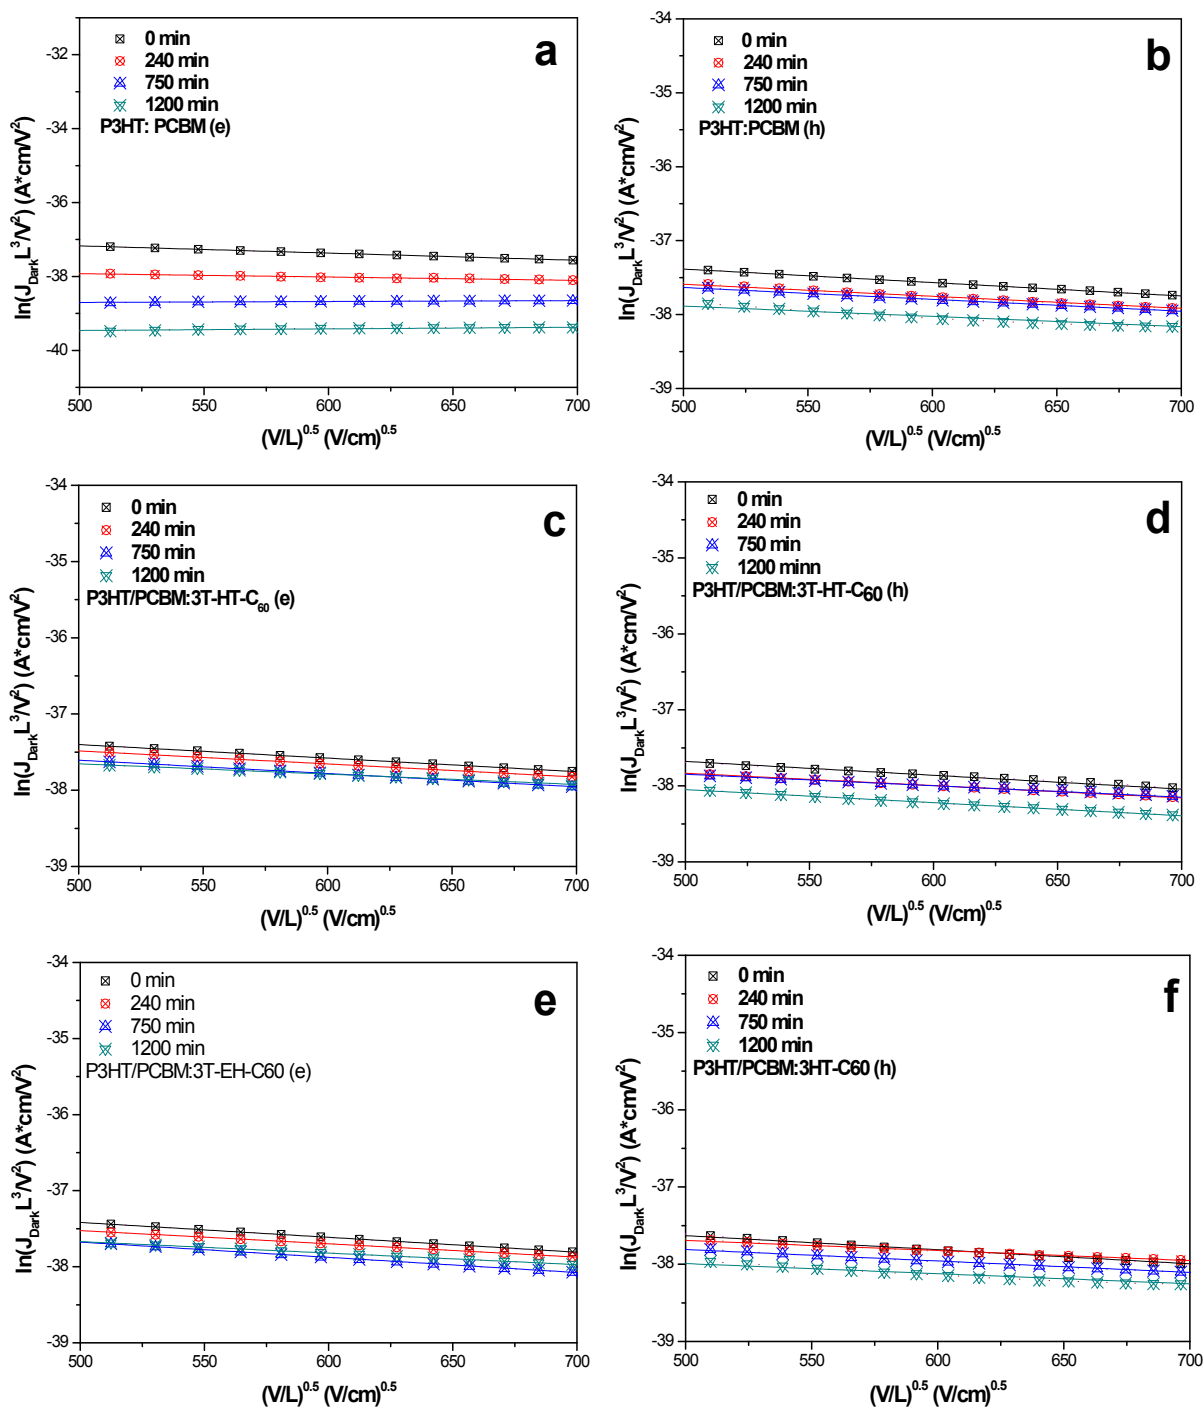 a
0 min
240 min
750 min
1200 min
P3HT: PCBM (e)
-32
-34
-36
-38
-40
ln(J_Dark L^3/V^2) (A*cm/V^2)
500 550 600 650 700
(V/L)^0.5 (V/cm)^0.5
b
0 min
240 min
750 min
1200 min
P3HT:PCBM (h)
-34
-35
-36
-37
-38
-39
ln(J_Dark L^3/V^2) (A*cm/V^2)
500 550 600 650 700
(V/L)^0.5 (V/cm)^0.5
c
0 min
240 min
750 min
1200 min
P3HT/PCBM:3T-HT-C_60 (e)
-34
-35
-36
-37
-38
-39
ln(J_Dark L^3/V^2) (A*cm/V^2)
500 550 600 650 700
(V/L)^0.5 (V/cm)^0.5
d
0 min
240 min
750 min
1200 minn
P3HT/PCBM:3T-HT-C60 (h)
-34
-35
-36
-37
-38
-39
ln(J_Dark L^3/V^2) (A*cm/V^2)
500 550 600 650 700
(V/L)^0.5 (V/cm)^0.5
e
0 min
240 min
750 min
1200 min
P3HT/PCBM:3T-EH-C60 (e)
-34
-35
-36
-37
-38
-39
ln(J_Dark L^3/V^2) (A*cm/V^2)
500 550 600 650 700
(V/L)^0.5 (V/cm)^0.5
f
0 min
240 min
750 min
1200 min
P3HT/PCBM:3HT-C60 (h)
-34
-35
-36
-37
-38
-39
ln(J_Dark L^3/V^2) (A*cm/V^2)
500 550 600 650 700
(V/L)^0.5 (V/cm)^0.5